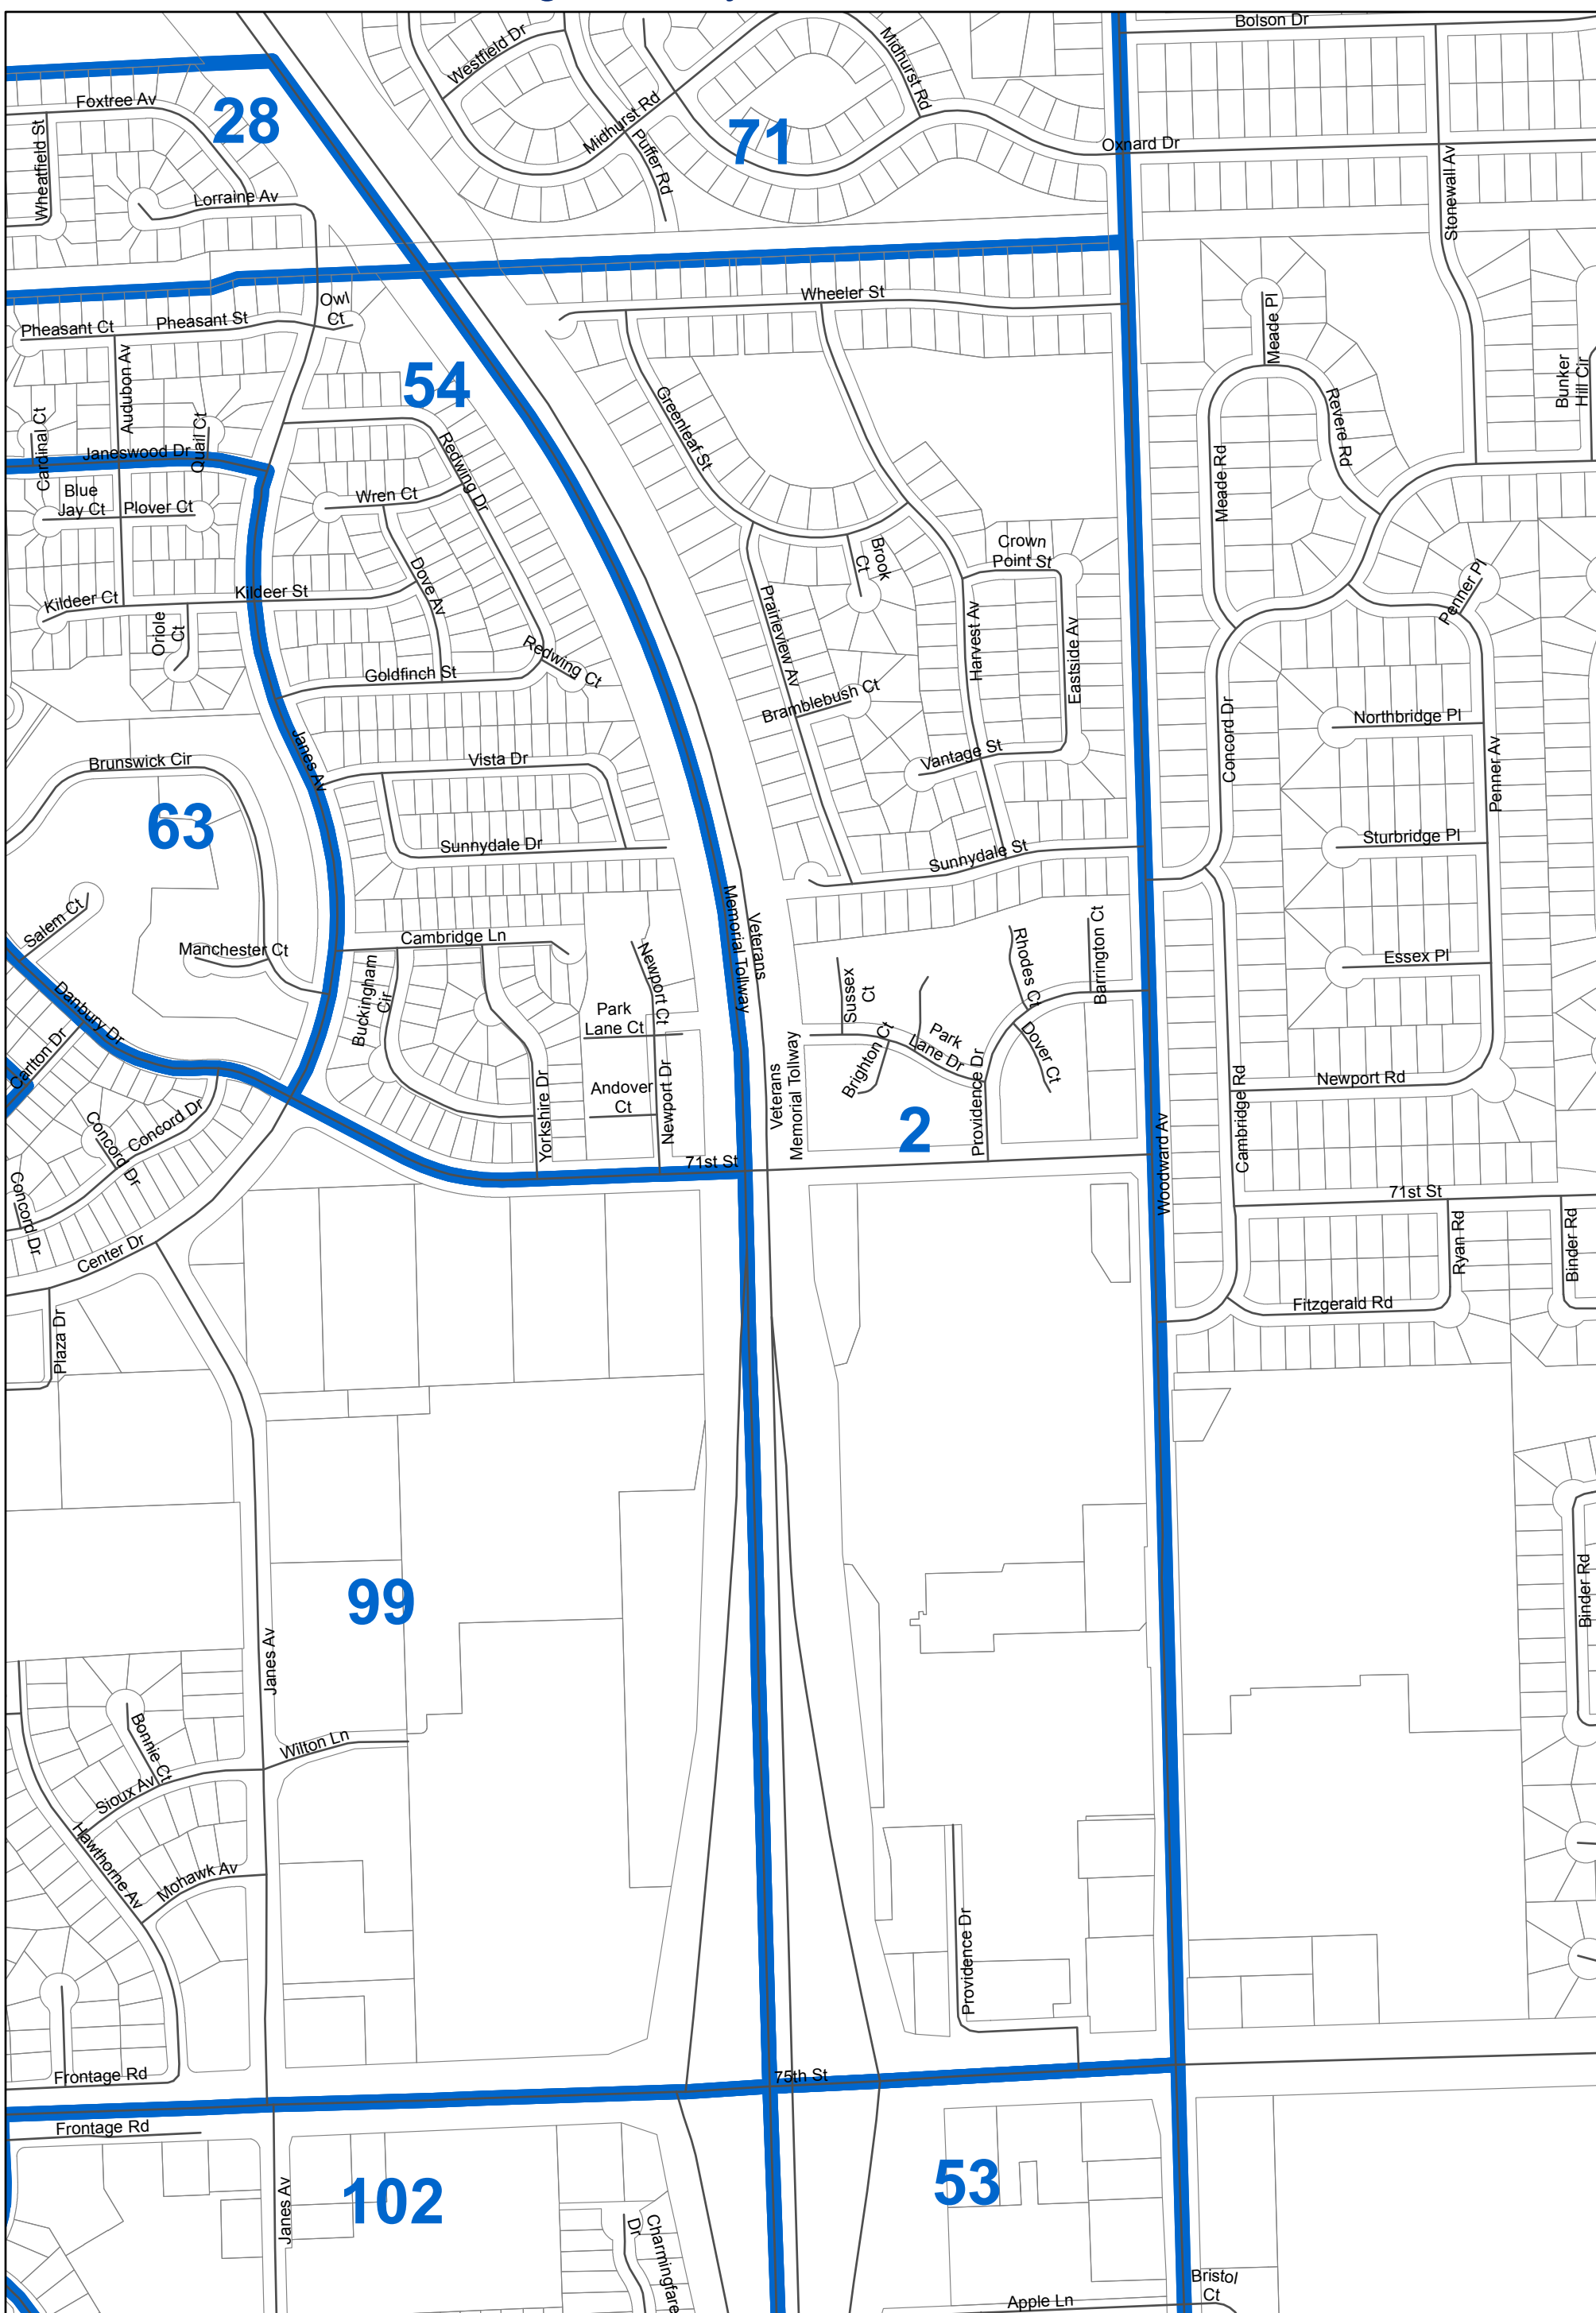 Bolson Dr
Westfield Dr
Midhurst Rd
Foxtree Av
28
Midhurst Rd
71
Puffer Rd
Oxnard Dr
Wheatfield St
Lorraine Av
Stonewall Av
Owl
Ct
Wheeler St
Pheasant Ct
Pheasant St
Meade Pl
Audubon Av
54
Bunker
Hill Cir
Greenleaf St
Revere Rd
Cardinal Ct
Quail Ct
Janeswood Dr
Redwing Dr
Meade Rd
Blue
Jay Ct
Plover Ct
Wren Ct
Brook
Ct
Crown
Point St
Dove Av
Kildeer Ct
Kildeer St
Penner Pl
Prairieview Av
Harvest Av
Eastside Av
Oriole
Ct
Redwing Ct
Goldfinch St
Bramblebush Ct
Northbridge Pl
Concord Dr
Janes Av
Vista Dr
Vantage St
Brunswick Cir
Penner Av
63
Sunnydale Dr
Sunnydale St
Sturbridge Pl
Salem Ct
Veterans
Memorial Tollway
Manchester Ct
Cambridge Ln
Newport Ct
Rhodes Ct
Barrington Ct
Essex Pl
Buckingham
Cir
Sussex
Ct
Danbury Dr
Park
Lane Ct
Park
Lane Dr
Dover Ct
Carlton Dr
Brighton Ct
Veterans
Memorial Tollway
Newport Rd
Andover
Ct
Newport Dr
Yorkshire Dr
Providence Dr
2
Cambridge Rd
Concord Dr
Concord Dr
71st St
Woodward Av
71st St
Concord Dr
Center Dr
Ryan Rd
Binder Rd
Fitzgerald Rd
Plaza Dr
99
Binder Rd
Janes Av
Bonnie Ct
Wilton Ln
Sioux Av
Hawthorne Av
Mohawk Av
Providence Dr
Frontage Rd
75th St
Frontage Rd
102
53
Janes Av
Charmingfare
Dr
Bristol
Ct
Apple Ln